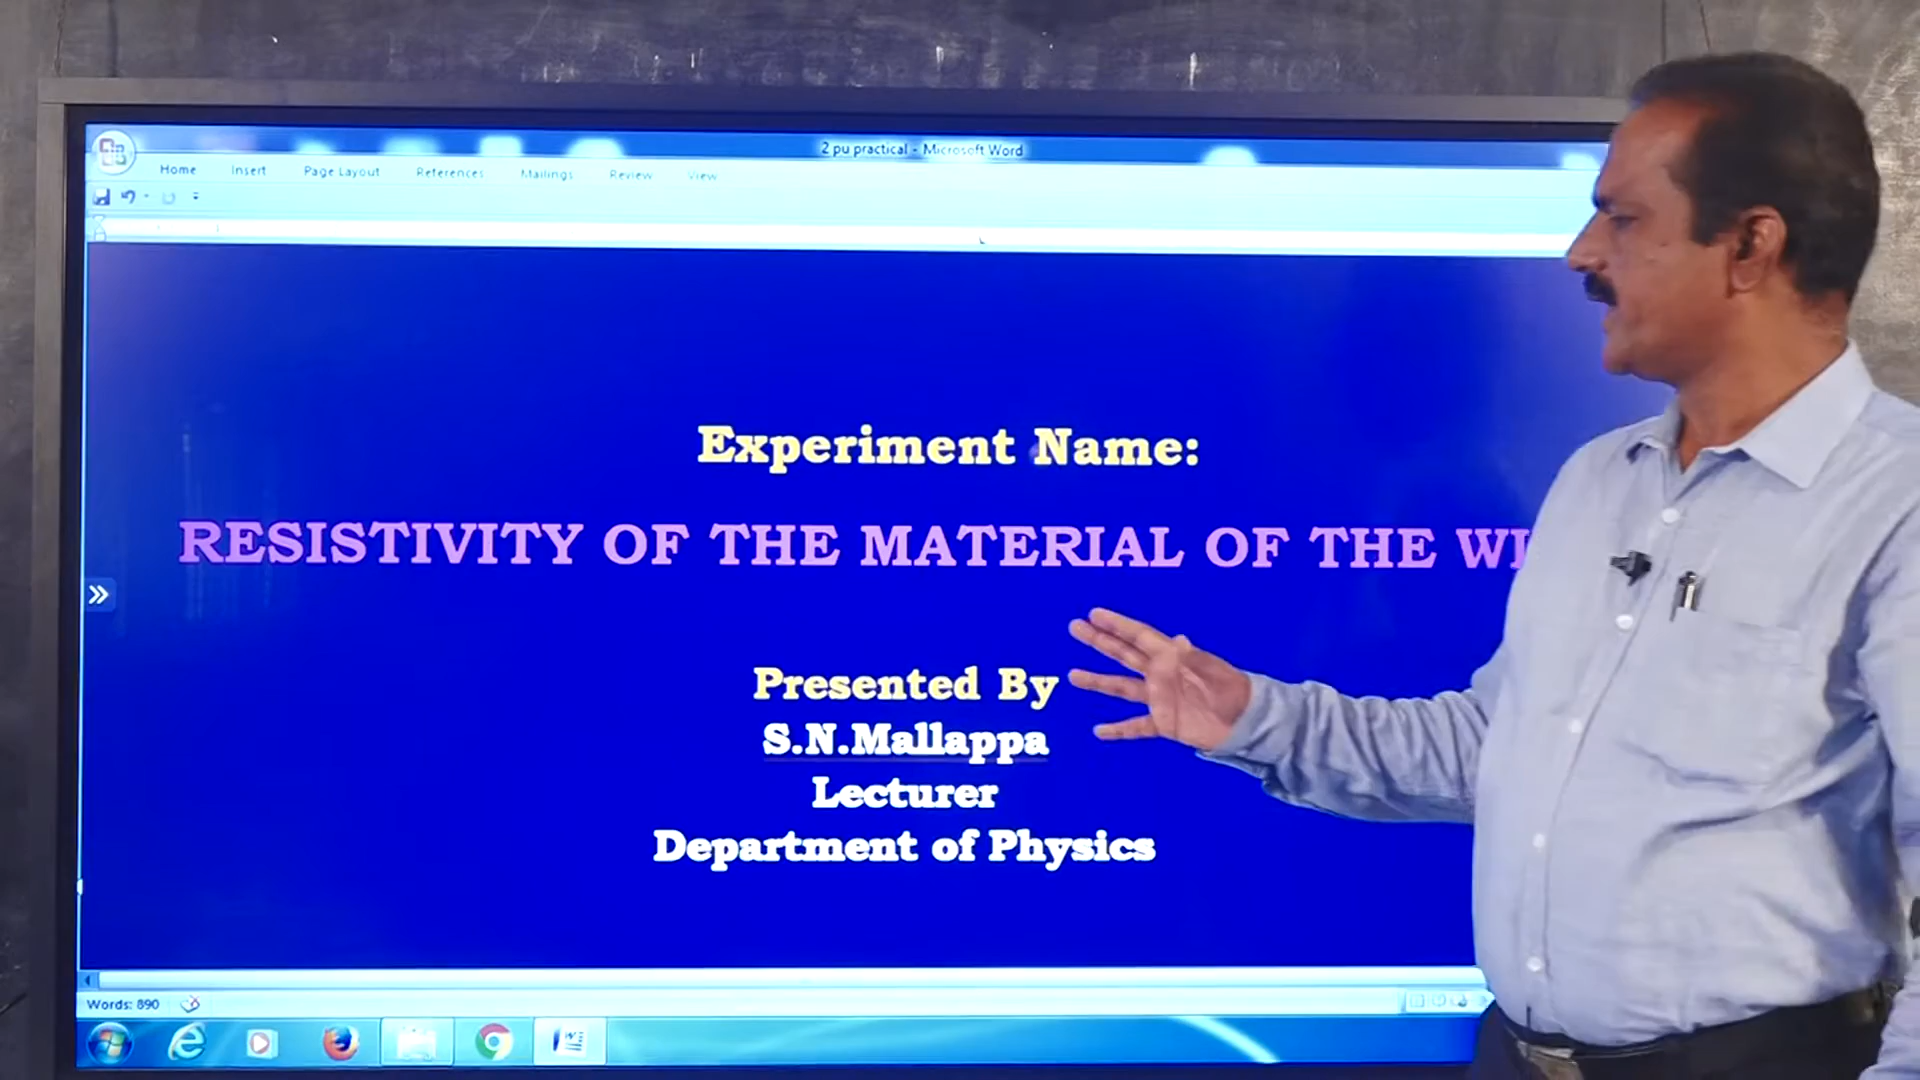 2 pu practical - Microsoft Word
Home Insert Page Layout References Mailings Review View
Experiment Name:
RESISTIVITY OF THE MATERIAL OF THE
Presented By
S.N.Mallappa
Lecturer
Department of Physics
Words: 890